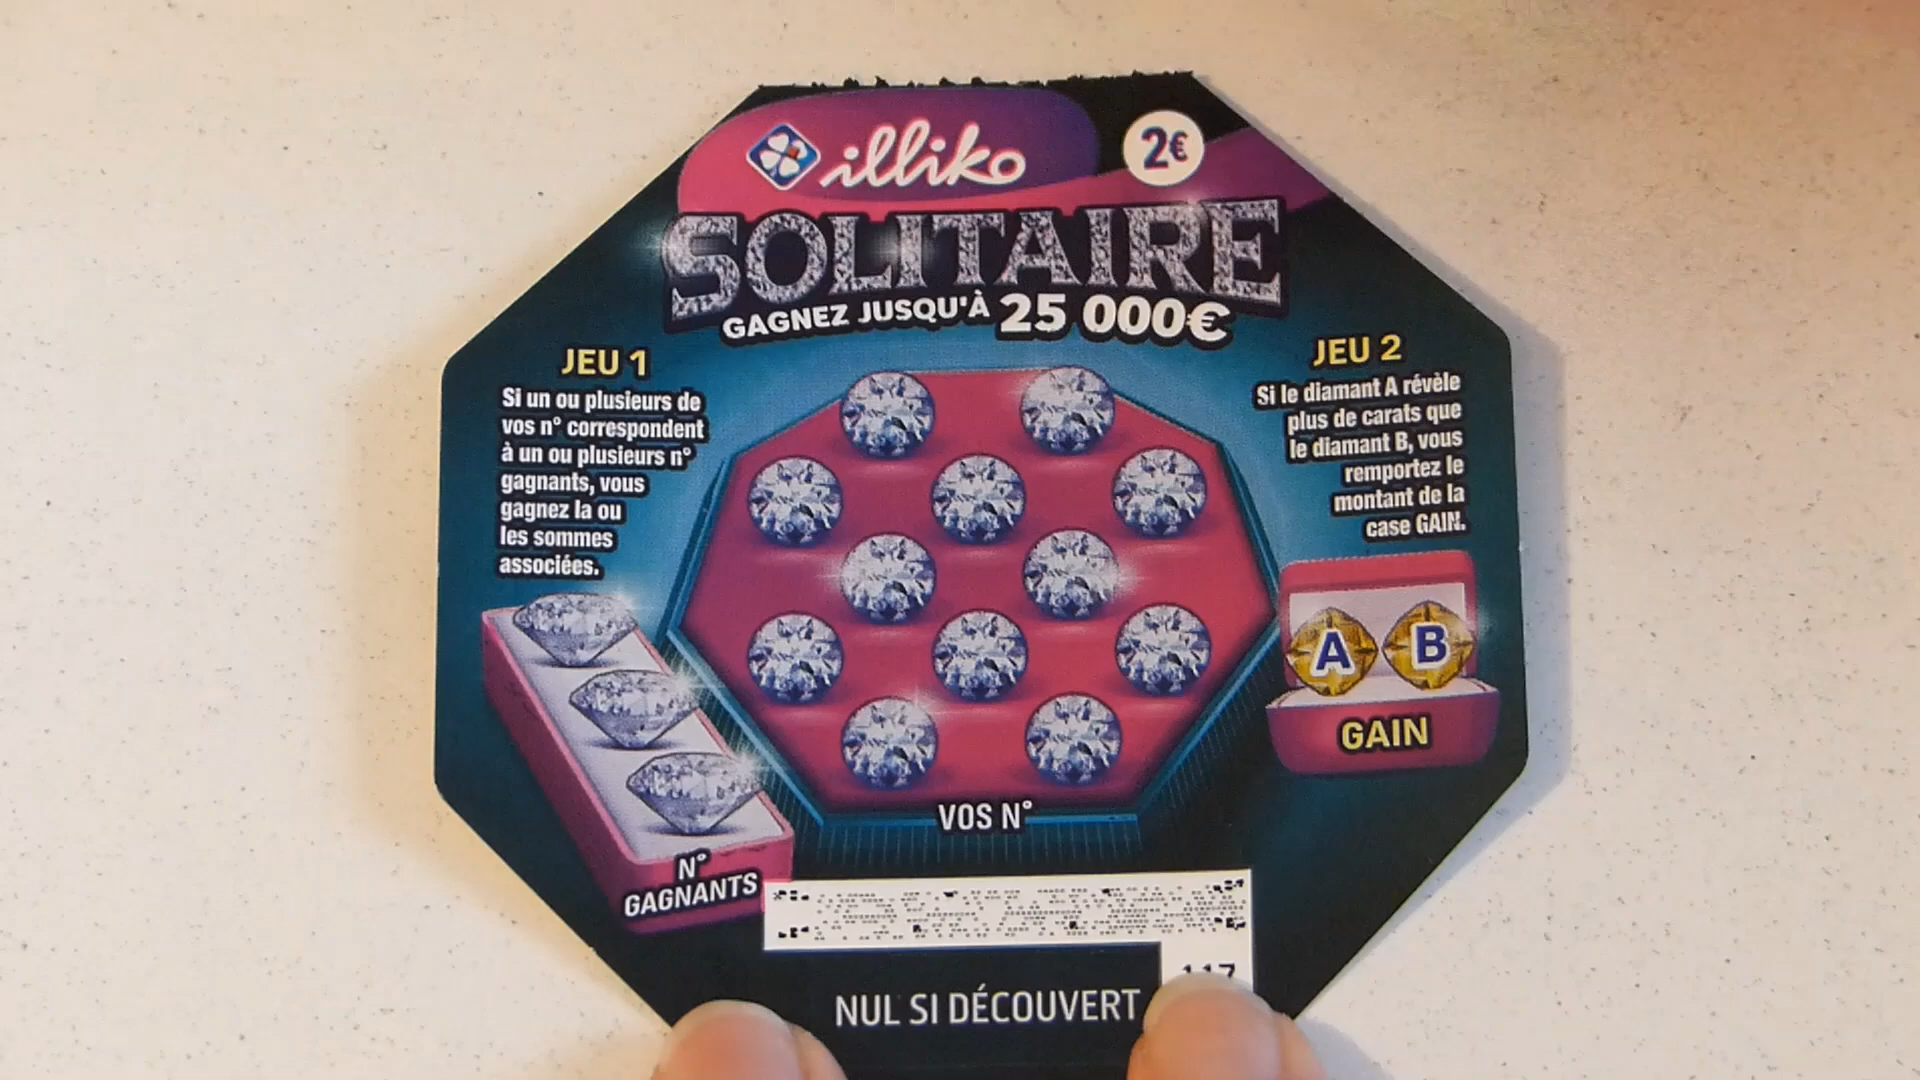 illiko
2€
SOLITAIRE
GAGNEZ JUSQU'À 25 000€
JEU 1
Si un ou plusieurs de
vos n° correspondent
à un ou plusieurs n°
gagnants, vous
gagnez la ou
les sommes
associées.
JEU 2
Si le diamant A révèle
plus de carats que
le diamant B, vous
remportez le
montant de la
case GAIN.
A B
GAIN
VOS N°
N°
GAGNANTS
117
NUL SI DÉCOUVERT